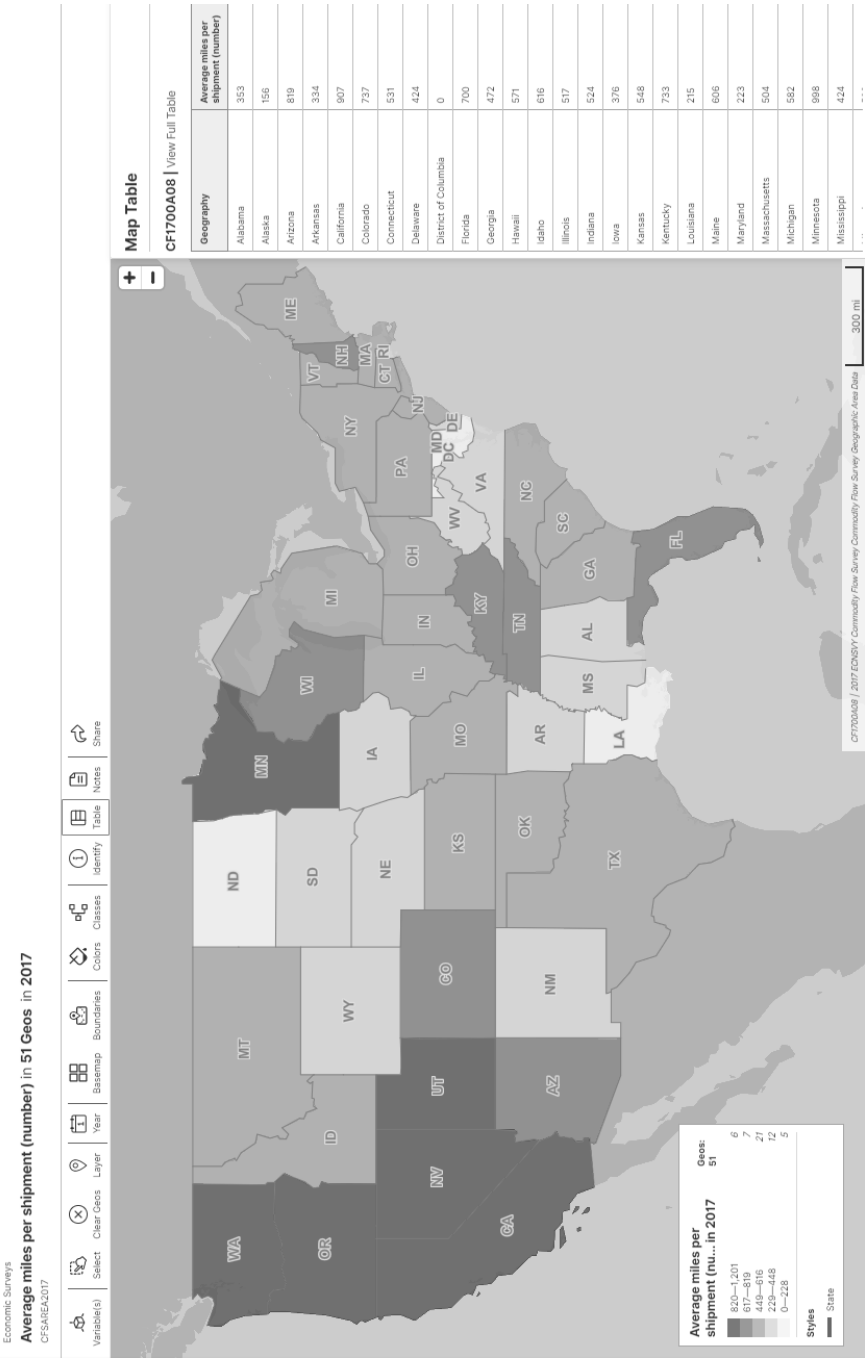 Economic Surveys
Average miles per shipment (number) in 51 Geos in 2017
CFSAREA2017
Variable(s)
Select
Clear Geos
Layer
Year
Basemap
Boundaries
Colors
Classes
Identify
Table
Notes
Share
+
−
Map Table
CF1700A08 | View Full Table
Geography Average miles per shipment (number)
Alabama 353
Alaska 156
Arizona 819
Arkansas 334
California 907
Colorado 737
Connecticut 531
Delaware 424
District of Columbia 0
Florida 700
Georgia 472
Hawaii 571
Idaho 616
Illinois 517
Indiana 524
Iowa 376
Kansas 548
Kentucky 733
Louisiana 215
Maine 606
Maryland 223
Massachusetts 504
Michigan 582
Minnesota 998
Mississippi 424
WA
MT
ND
MN
ME
OR
ID
SD
WI
MI
VT
NH
NY
MA
WY
IA
CT
RI
NV
UT
NE
IL
IN
OH
PA
NJ
CO
KS
MO
MD
DC
DE
WV
KY
VA
CA
AZ
NM
OK
AR
TN
NC
SC
TX
LA
MS
AL
GA
FL
Average miles per shipment (nu... in 2017
Geos:
51
820—1,201 6
617—819 7
449—616 21
229—448 12
0—228 5
Styles
State
CF1700A08 / 2017 ECNSVY Commodity Flow Survey Commodity Flow Survey Geographic Area Data
300 mi